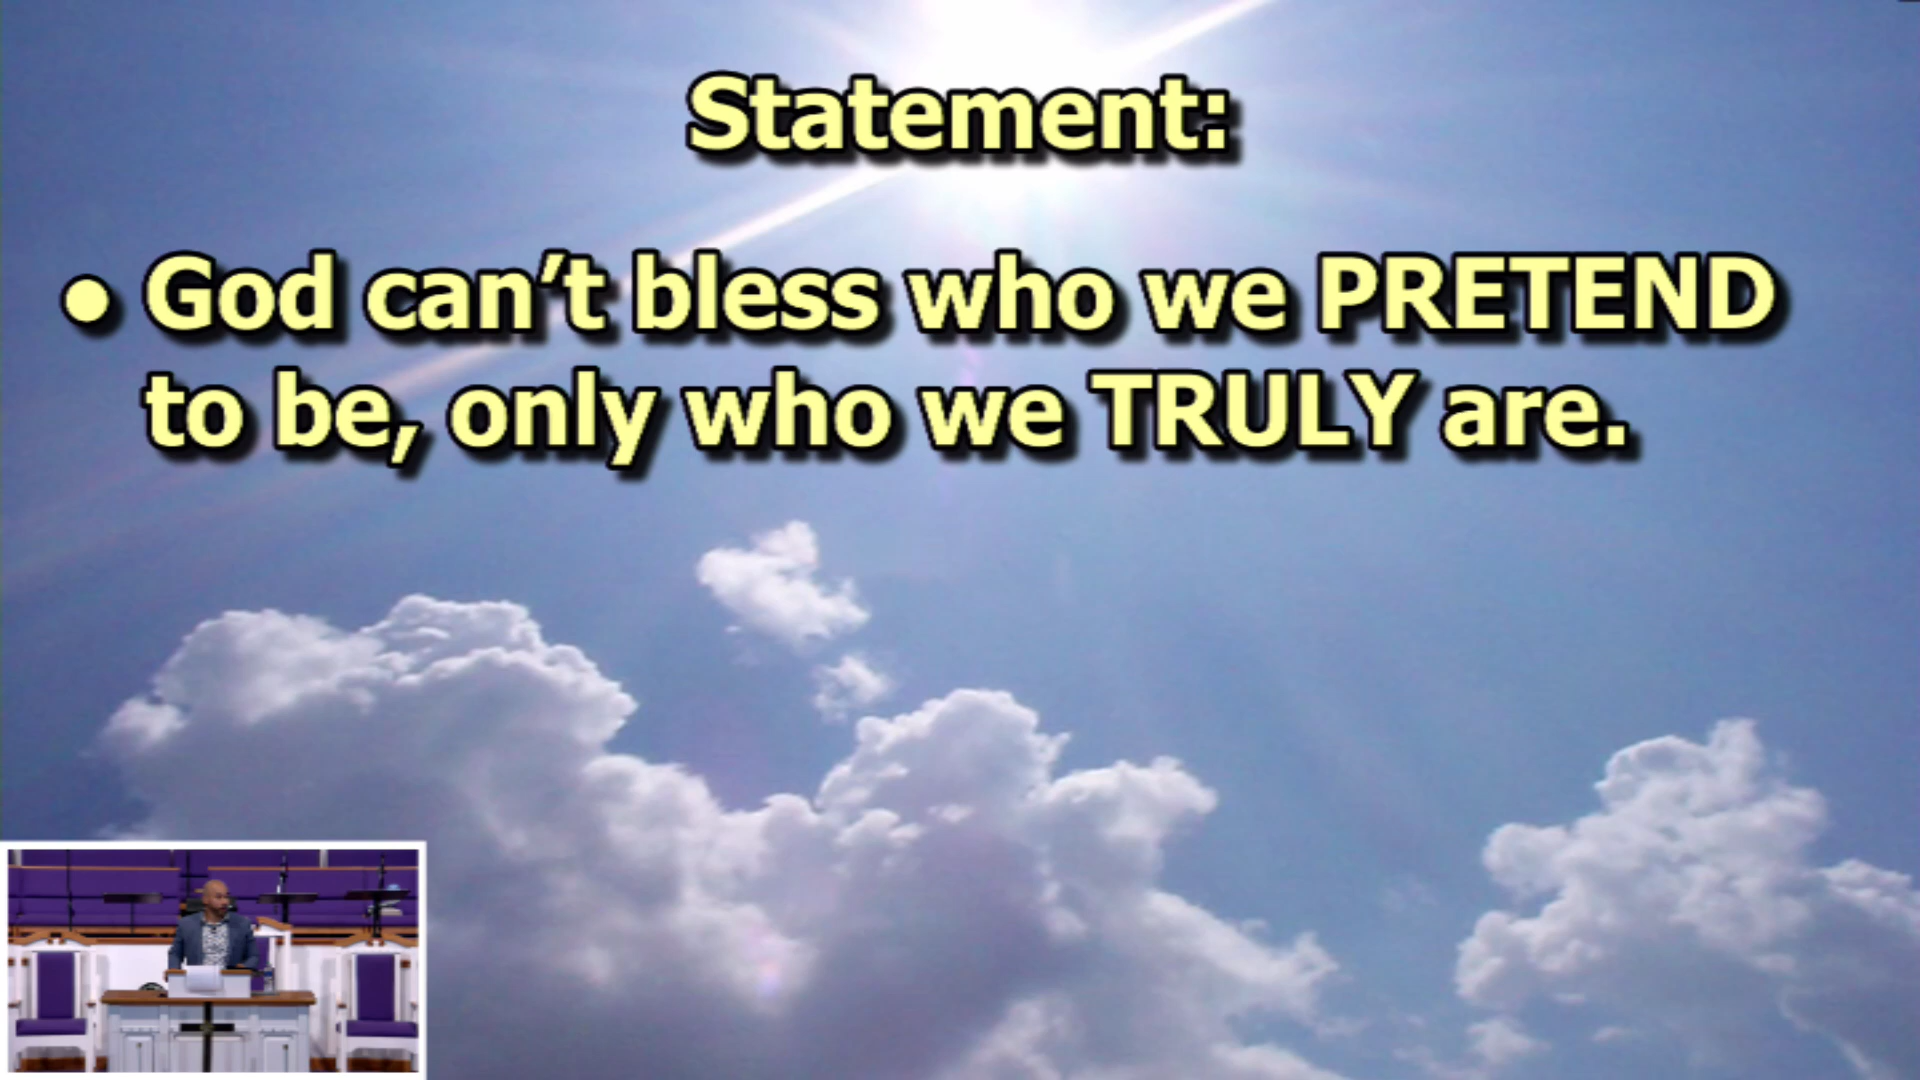 Statement:
• God can’t bless who we PRETEND
to be, only who we TRULY are.